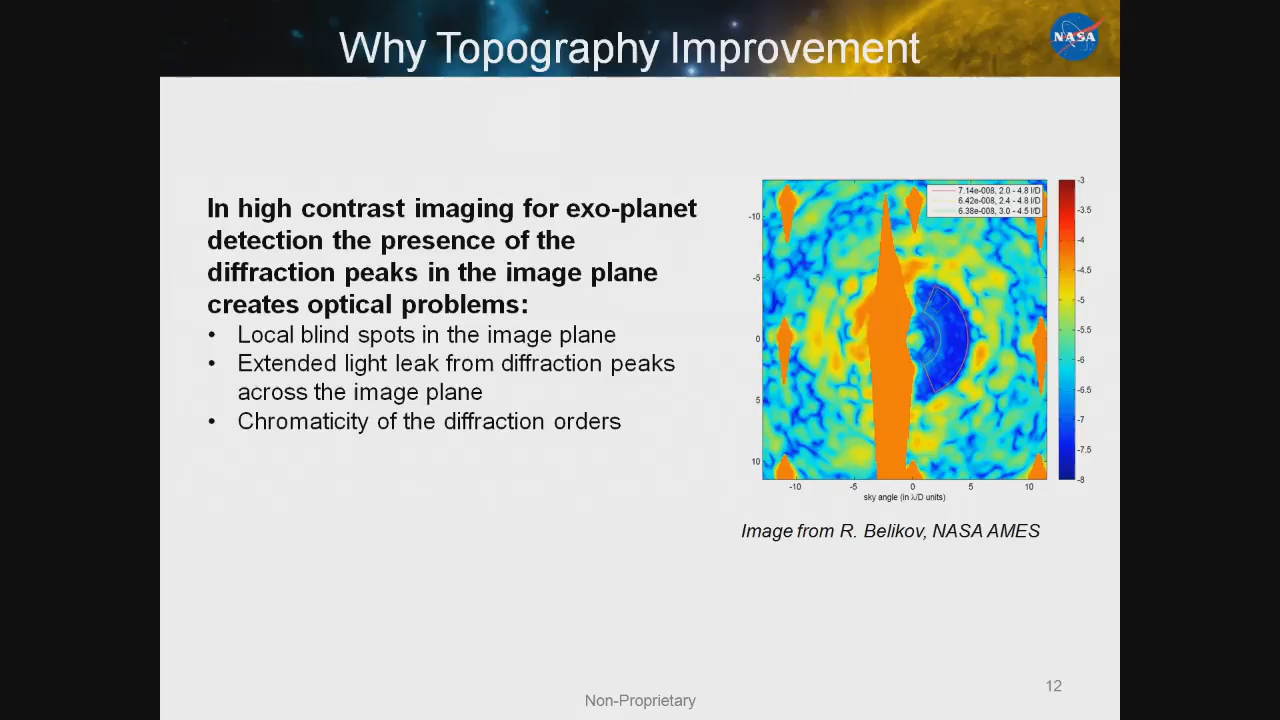 Why Topography Improvement
NASA
In high contrast imaging for exo-planet
detection the presence of the
diffraction peaks in the image plane
creates optical problems:
• Local blind spots in the image plane
• Extended light leak from diffraction peaks
across the image plane
• Chromaticity of the diffraction orders
7.14e-008, 2.0 - 4.8 l/D
6.42e-008, 2.4 - 4.8 l/D
6.38e-008, 3.0 - 4.5 l/D
-10
-5
0
5
10
-10 -5 0 5 10
sky angle (in λ/D units)
-3
-3.5
-4
-4.5
-5
-5.5
-6
-6.5
-7
-7.5
-8
Image from R. Belikov, NASA AMES
12
Non-Proprietary